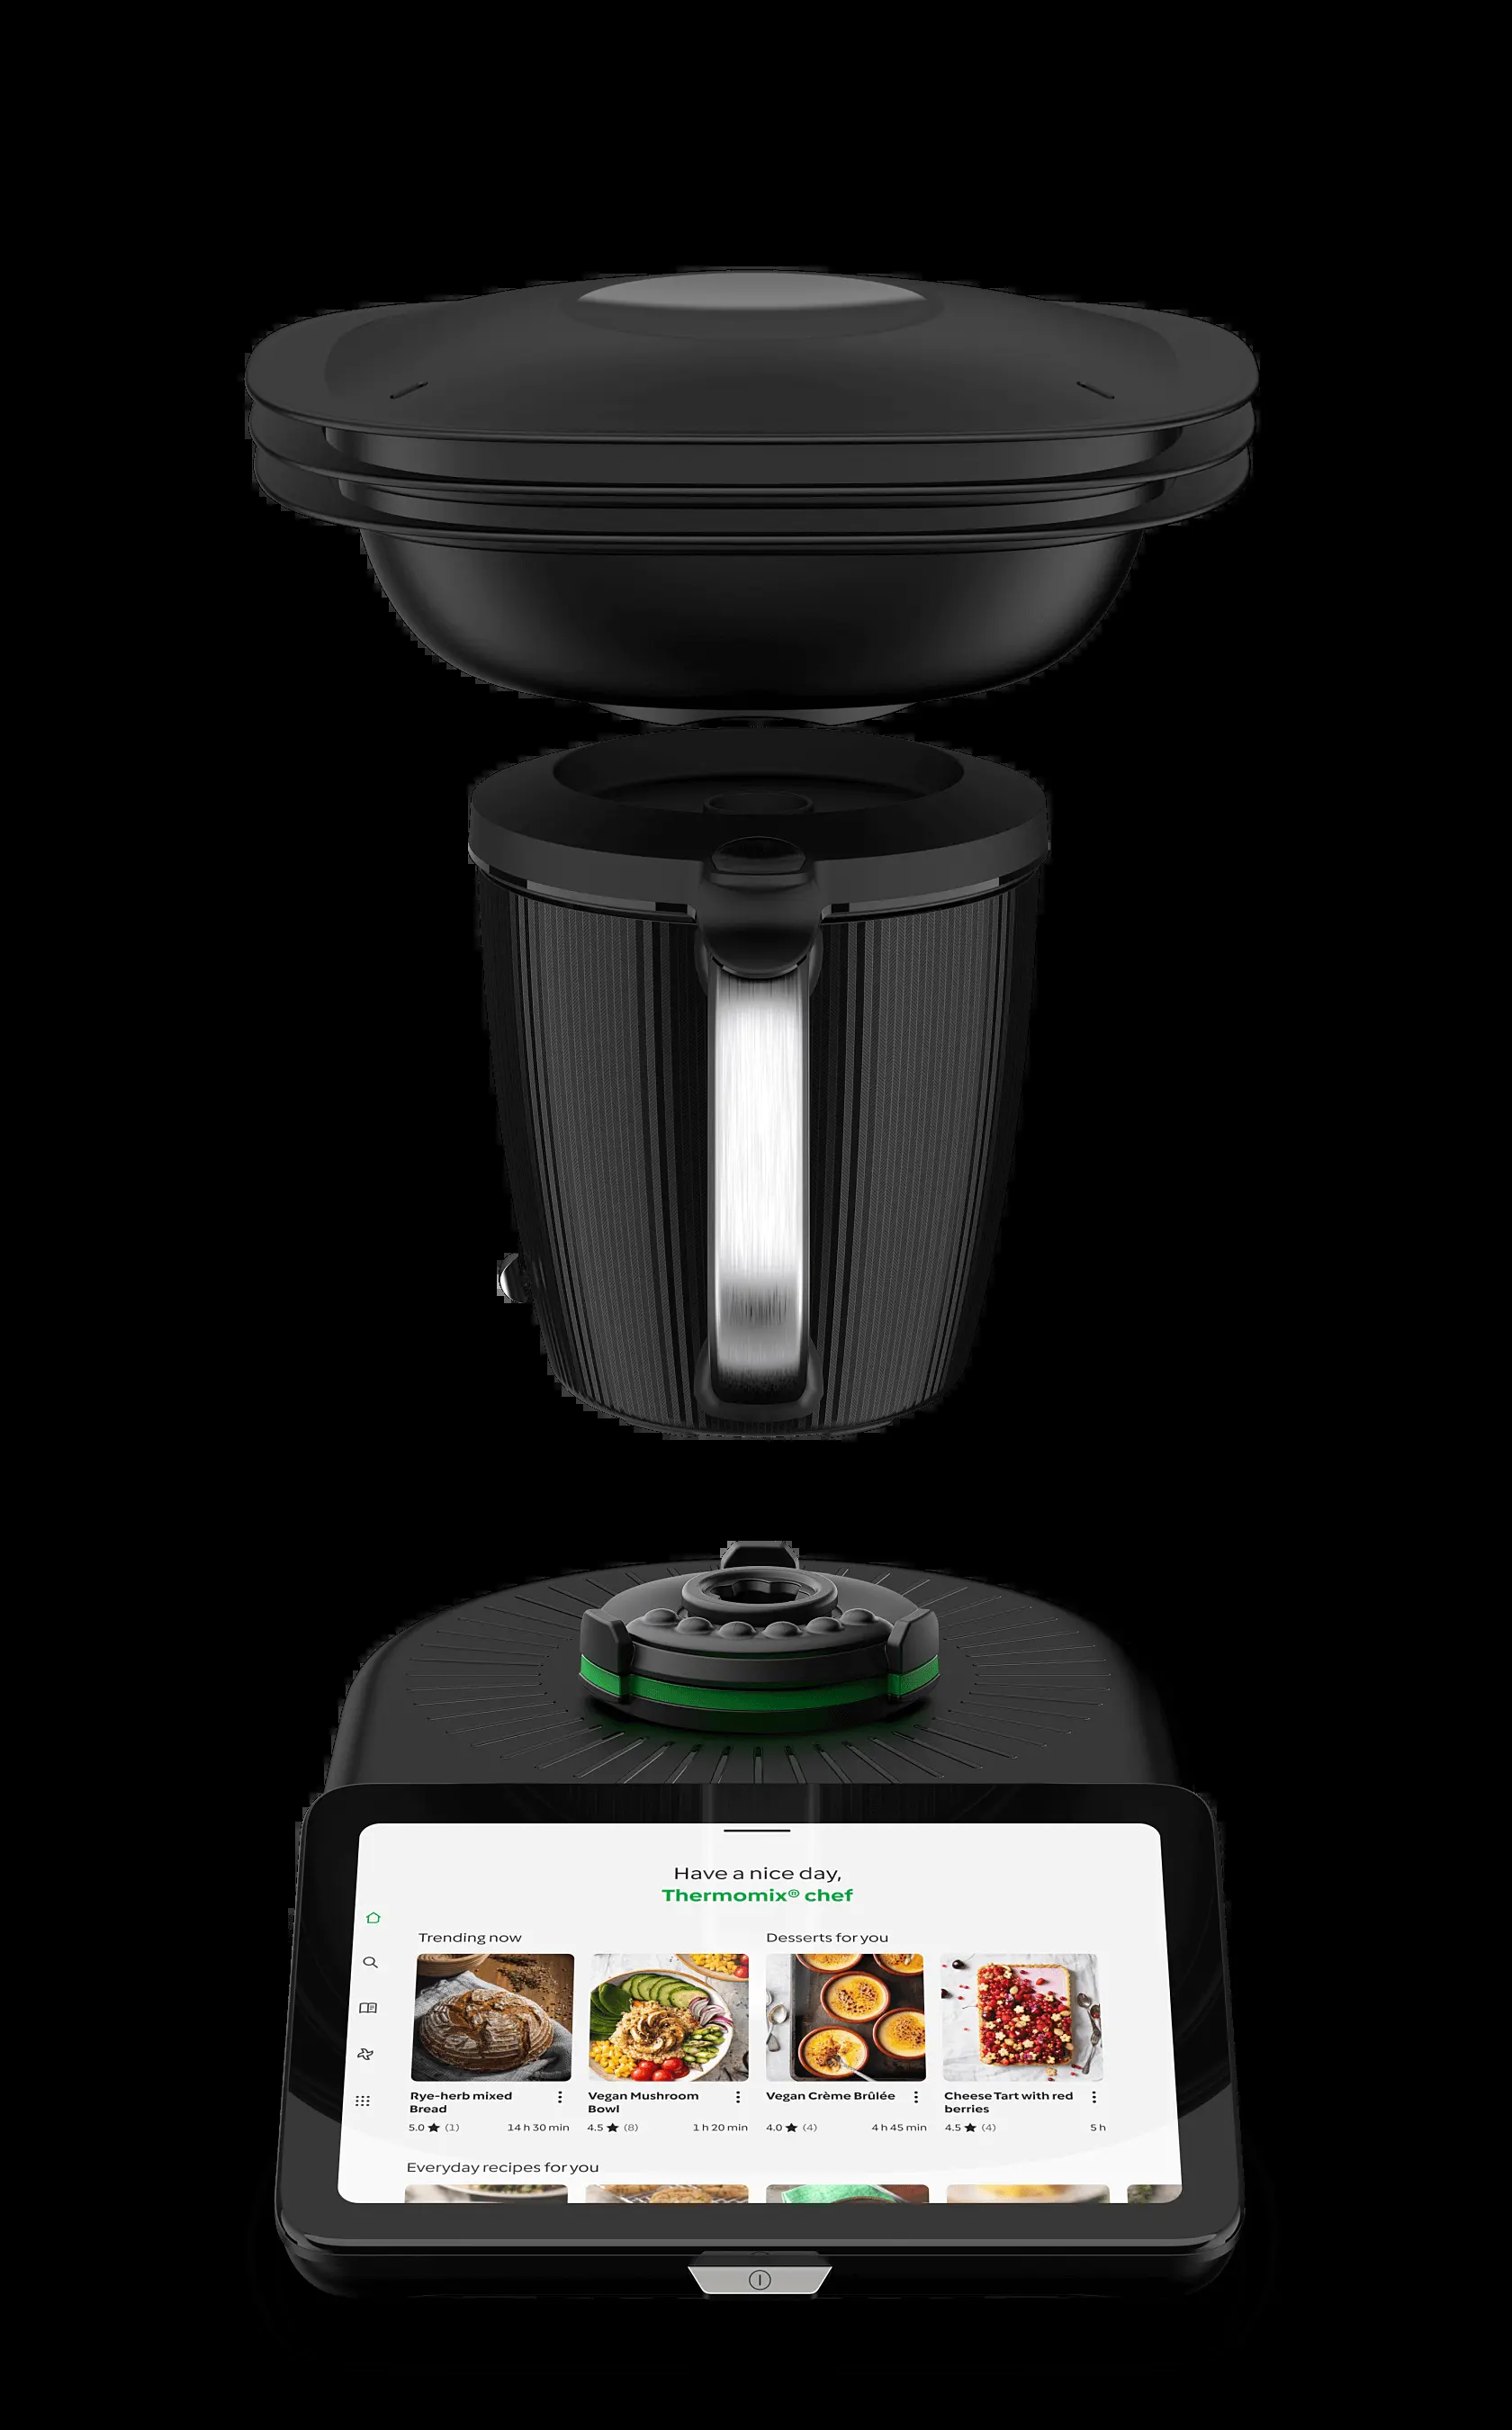 Have a nice day,
Thermomix® chef
Trending now
Desserts for you
Rye-herb mixed
Bread
5.0 ★ (1) 14 h 30 min
Vegan Mushroom
Bowl
4.5 ★ (8) 1 h 20 min
Vegan Crème Brûlée
4.0 ★ (4) 4 h 45 min
Cheese Tart with red
berries
4.5 ★ (4) 5 h
Everyday recipes for you